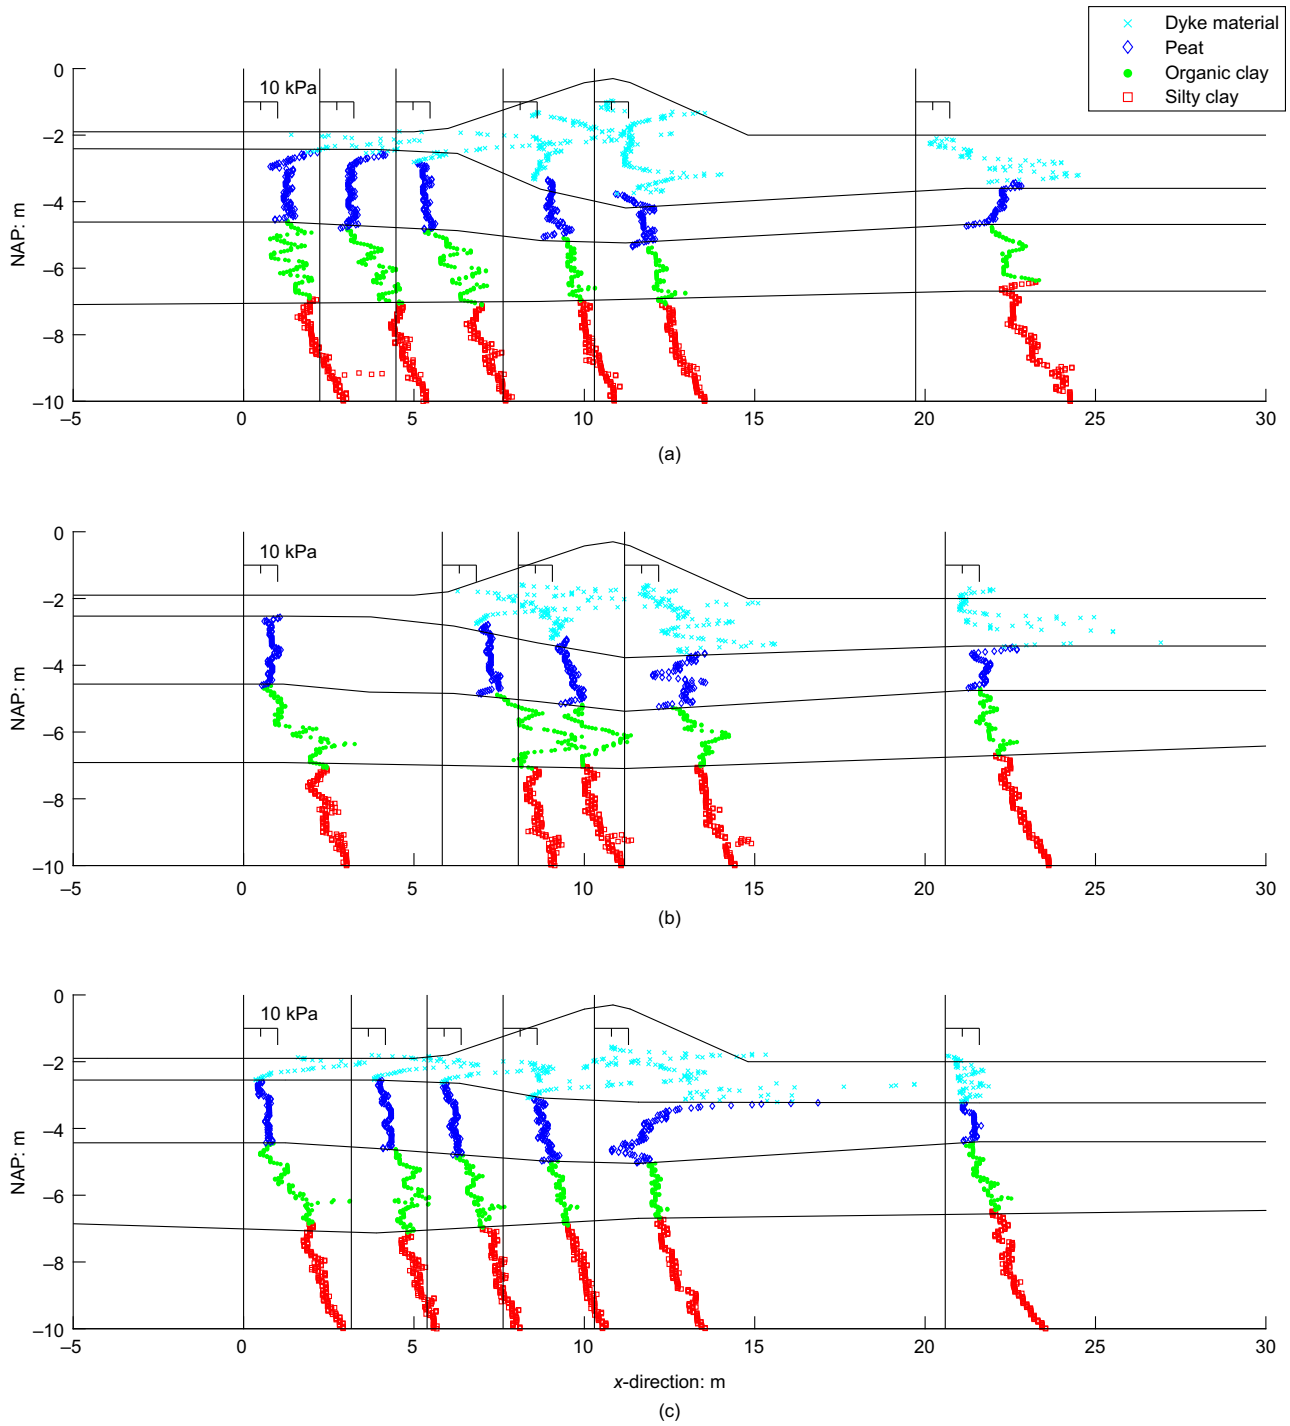 Dyke material
Peat
Organic clay
Silty clay
0
10 kPa
–2
–4
NAP: m
–6
–8
–10
–5 0 5 10 15 20 25 30
(a)
0
10 kPa
–2
–4
NAP: m
–6
–8
–10
–5 0 5 10 15 20 25 30
(b)
0
10 kPa
–2
–4
NAP: m
–6
–8
–10
–5 0 5 10 15 20 25 30
x-direction: m
(c)